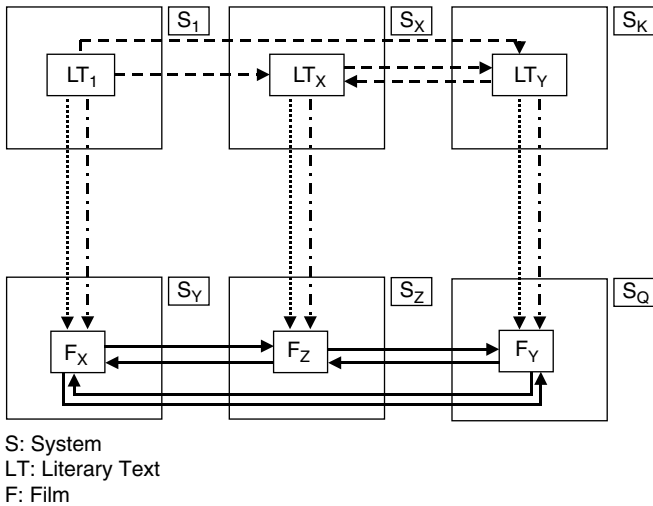 S1
SX
SK
LT1
LTX
LTY
SY
SZ
SQ
FX
FZ
FY
S: System
LT: Literary Text
F: Film